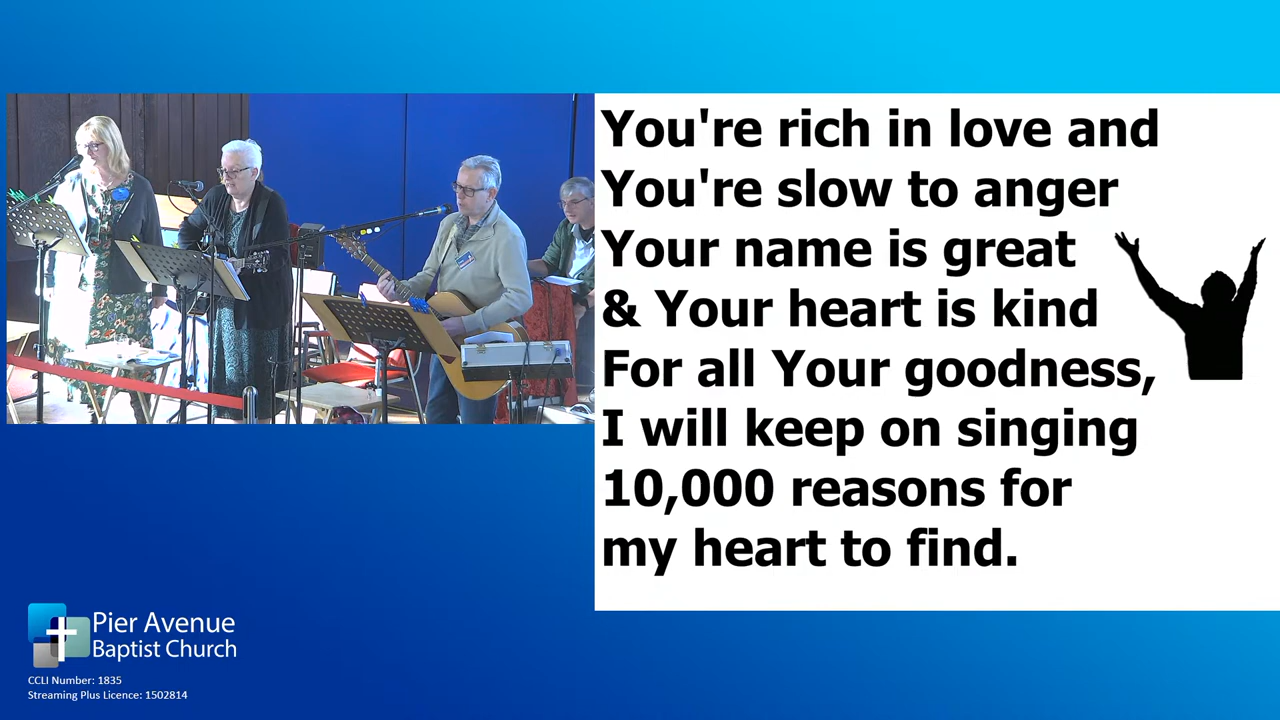 You're rich in love and
You're slow to anger
Your name is great
& Your heart is kind
For all Your goodness,
I will keep on singing
10,000 reasons for
my heart to find.
Pier Avenue
Baptist Church
CCLI Number: 1835
Streaming Plus Licence: 1502814